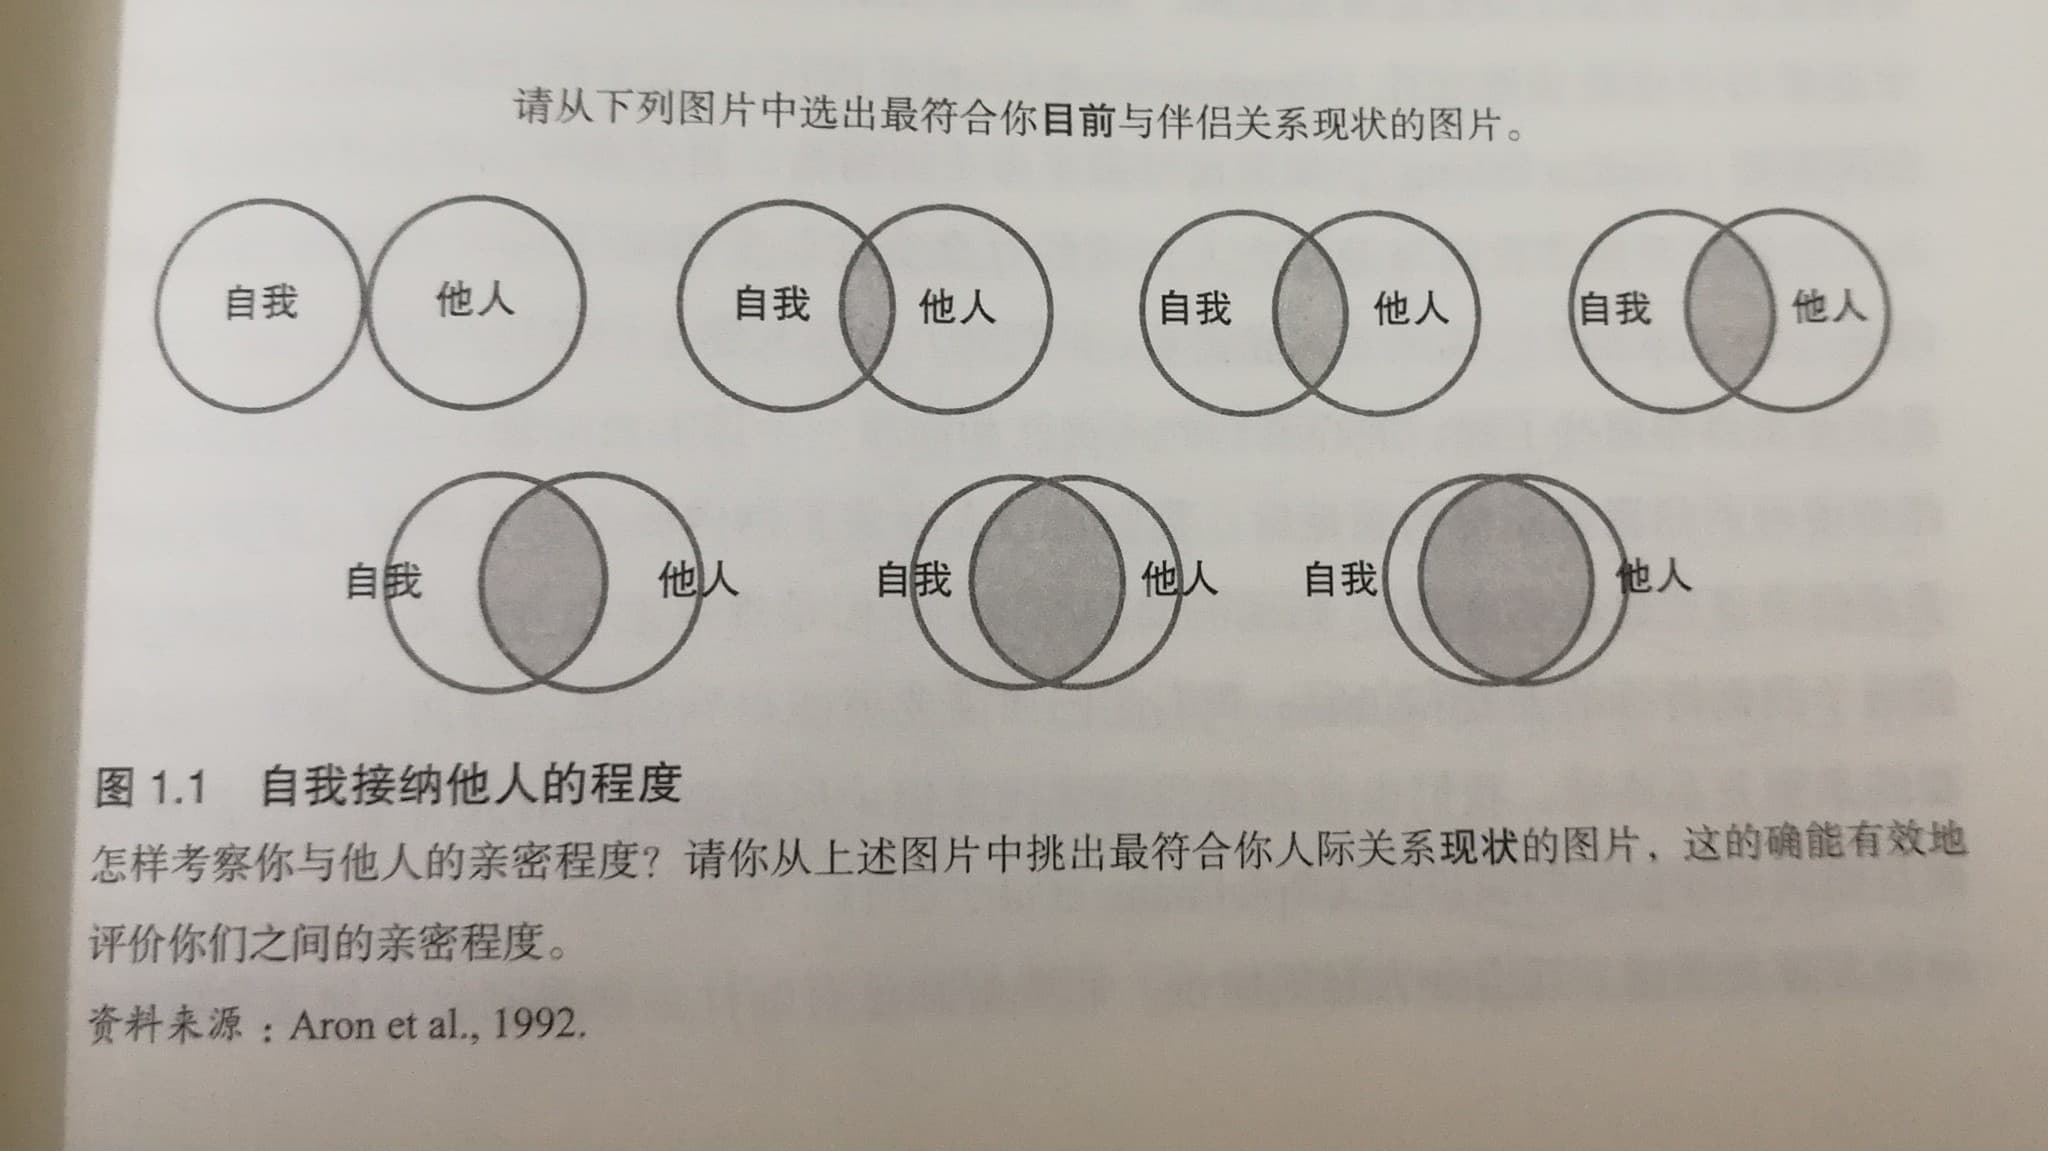 请从下列图片中选出最符合你目前与伴侣关系现状的图片。
自我 他人 自我 他人 自我 他人 自我 他人
自我 他人 自我 他人 自我 他人
图 1.1 自我接纳他人的程度
怎样考察你与他人的亲密程度？请你从上述图片中挑出最符合你人际关系现状的图片，这的确能有效地
评价你们之间的亲密程度。
资料来源：Aron et al., 1992.